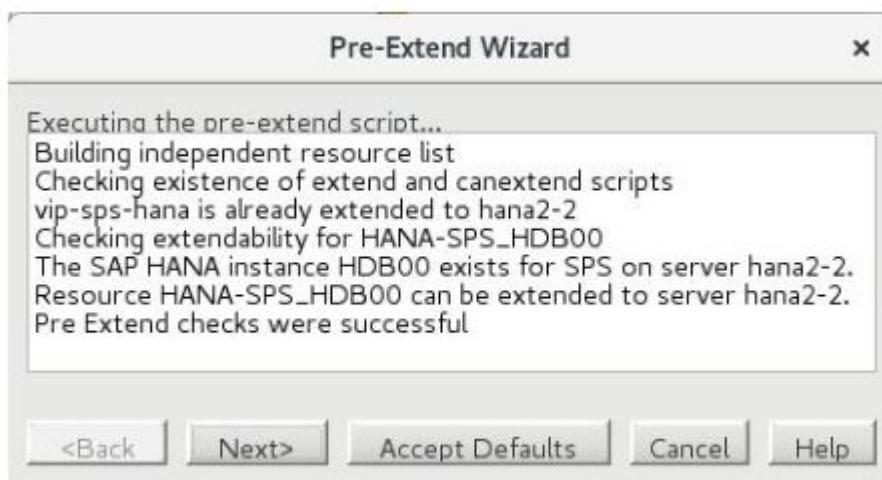 Pre-Extend Wizard ×
Executing the pre-extend script...
Building independent resource list
Checking existence of extend and canextend scripts
vip-sps-hana is already extended to hana2-2
Checking extendability for HANA-SPS_HDB00
The SAP HANA instance HDB00 exists for SPS on server hana2-2.
Resource HANA-SPS_HDB00 can be extended to server hana2-2.
Pre Extend checks were successful
<Back Next> Accept Defaults Cancel Help